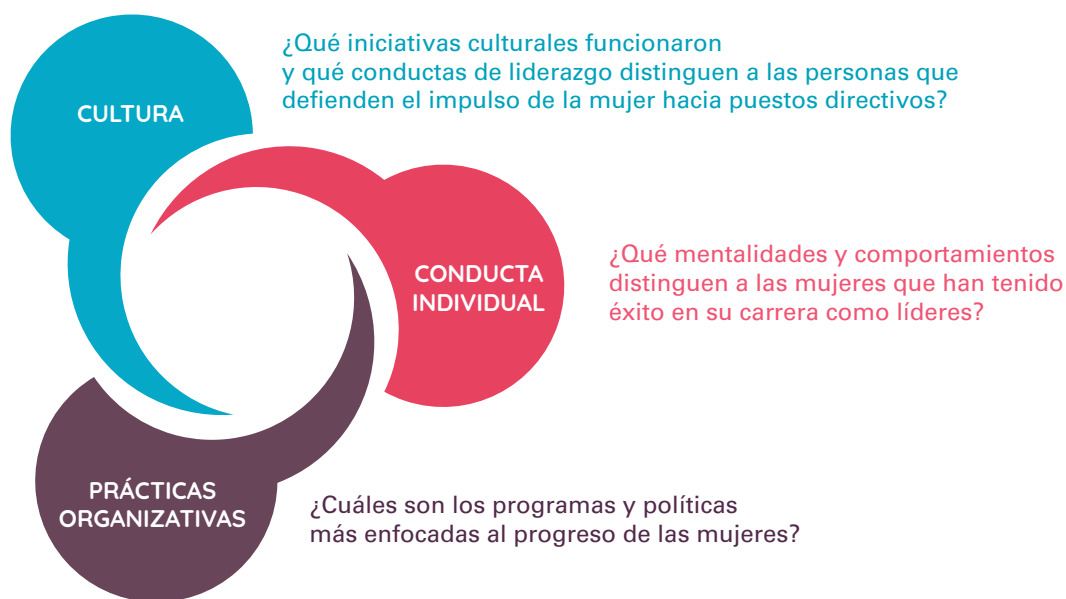 CULTURA
¿Qué iniciativas culturales funcionaron
y qué conductas de liderazgo distinguen a las personas que
defienden el impulso de la mujer hacia puestos directivos?
CONDUCTA
INDIVIDUAL
¿Qué mentalidades y comportamientos
distinguen a las mujeres que han tenido
éxito en su carrera como líderes?
PRÁCTICAS
ORGANIZATIVAS
¿Cuáles son los programas y políticas
más enfocadas al progreso de las mujeres?